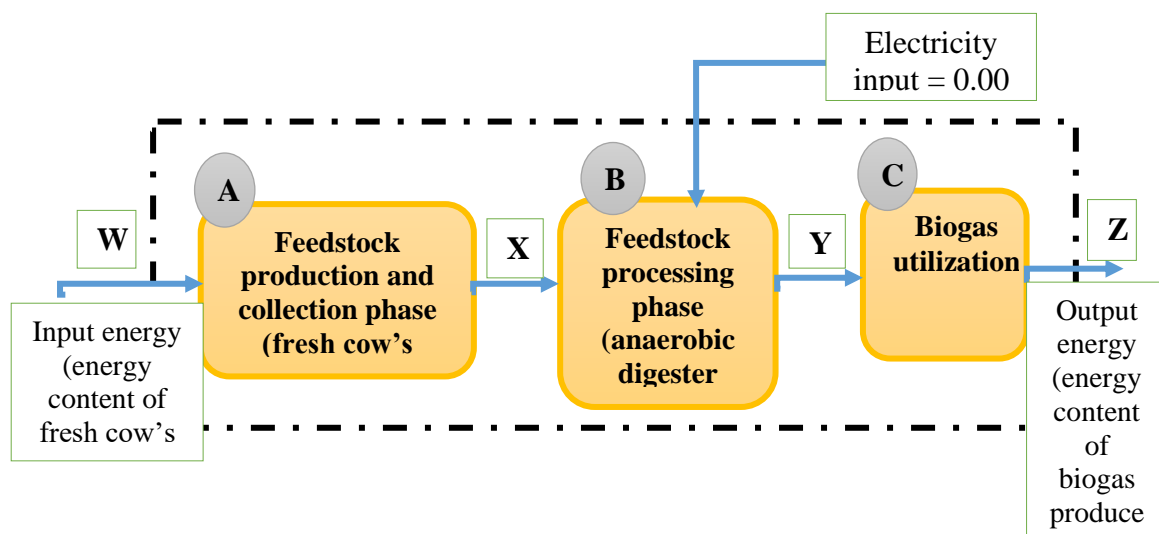 Electricity
input = 0.00
A
B
C
W
X
Y
Z
Feedstock
production and
collection phase
(fresh cow's
Feedstock
processing
phase
(anaerobic
digester
Biogas
utilization
Input energy
(energy
content of
fresh cow's
Output
energy
(energy
content
of
biogas
produce